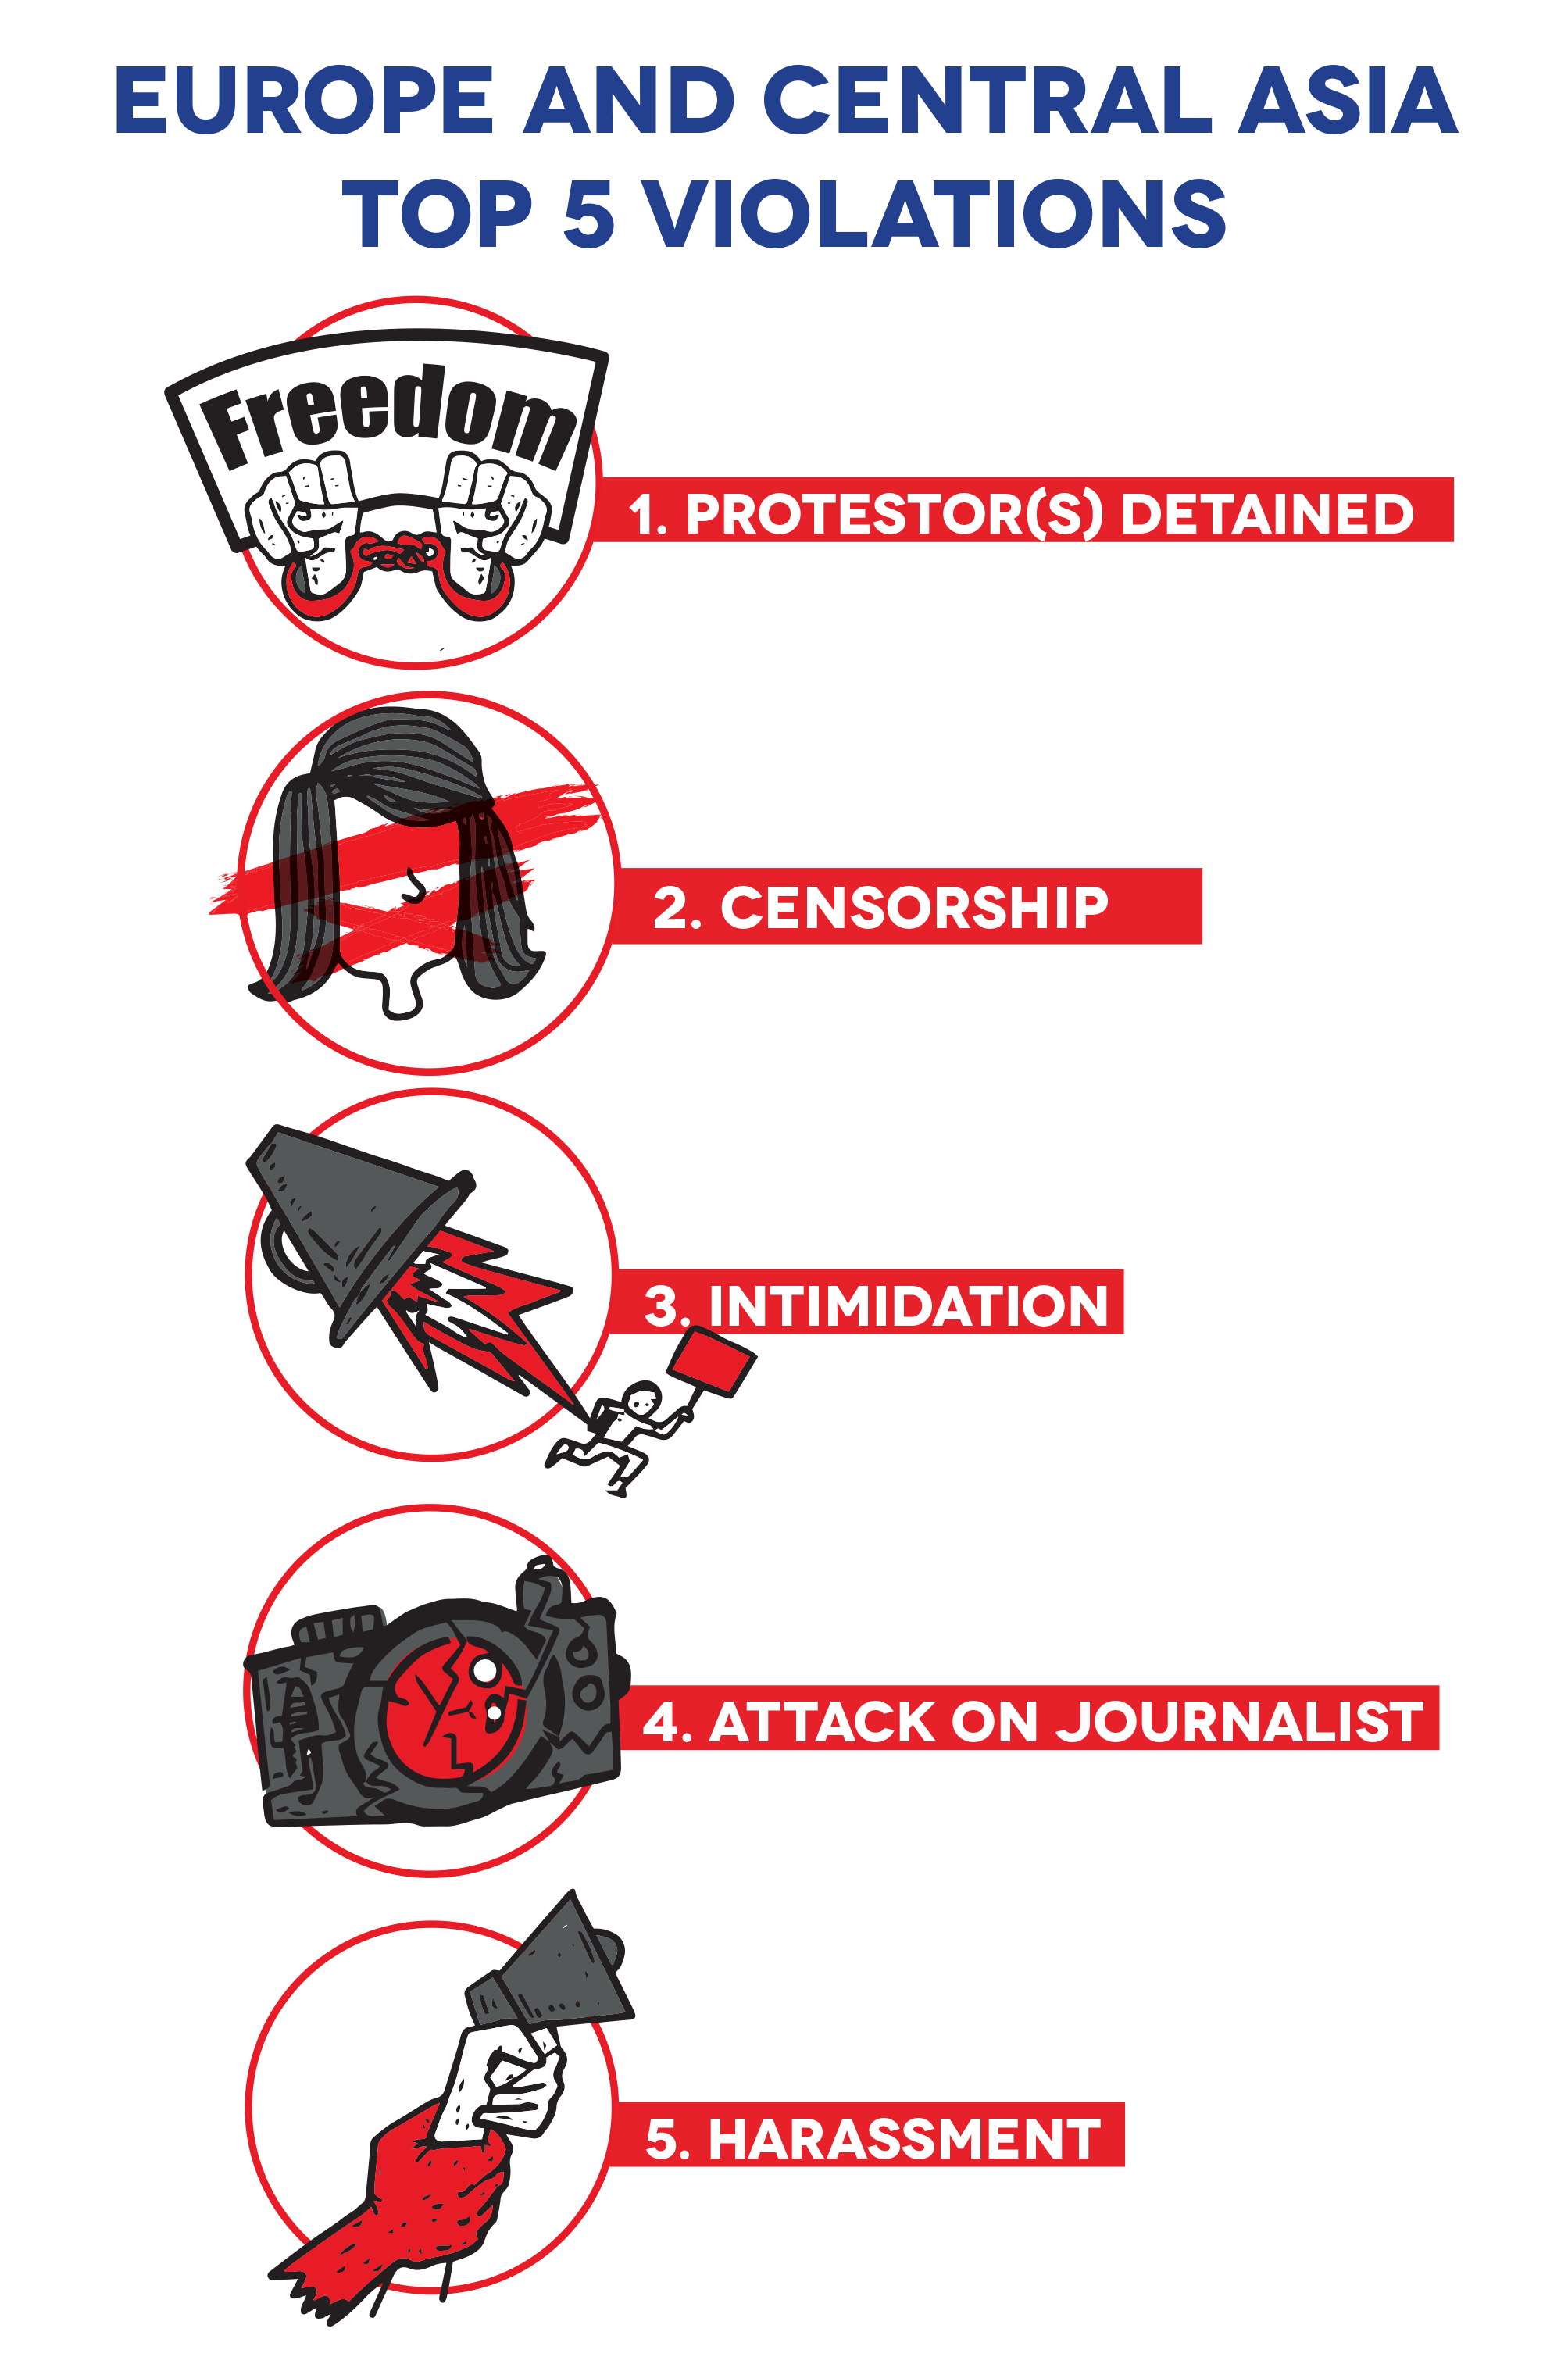 EUROPE AND CENTRAL ASIA
TOP 5 VIOLATIONS
Freedom
1. PROTESTOR(S) DETAINED
2. CENSORSHIP
3. INTIMIDATION
4. ATTACK ON JOURNALIST
5. HARASSMENT